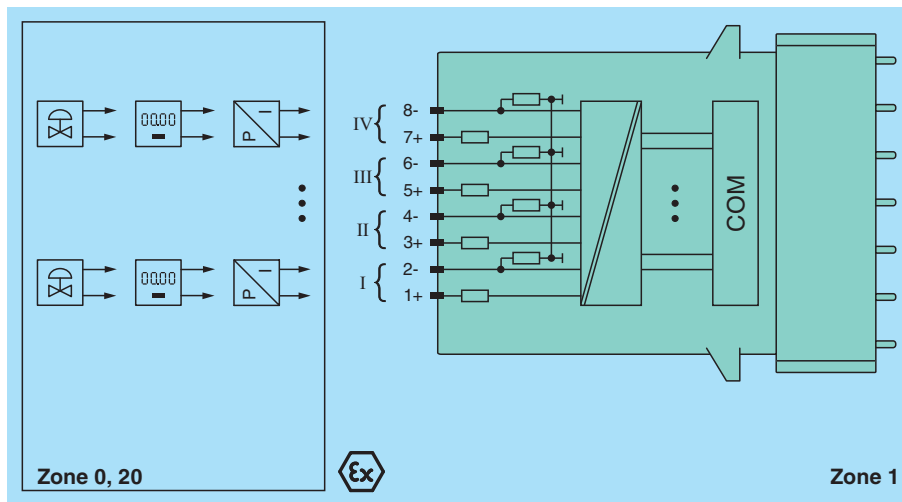 00.00
P
I
00.00
P
I
IV
8-
7+
III
6-
5+
II
4-
3+
I
2-
1+
COM
Zone 0, 20
Ex
Zone 1